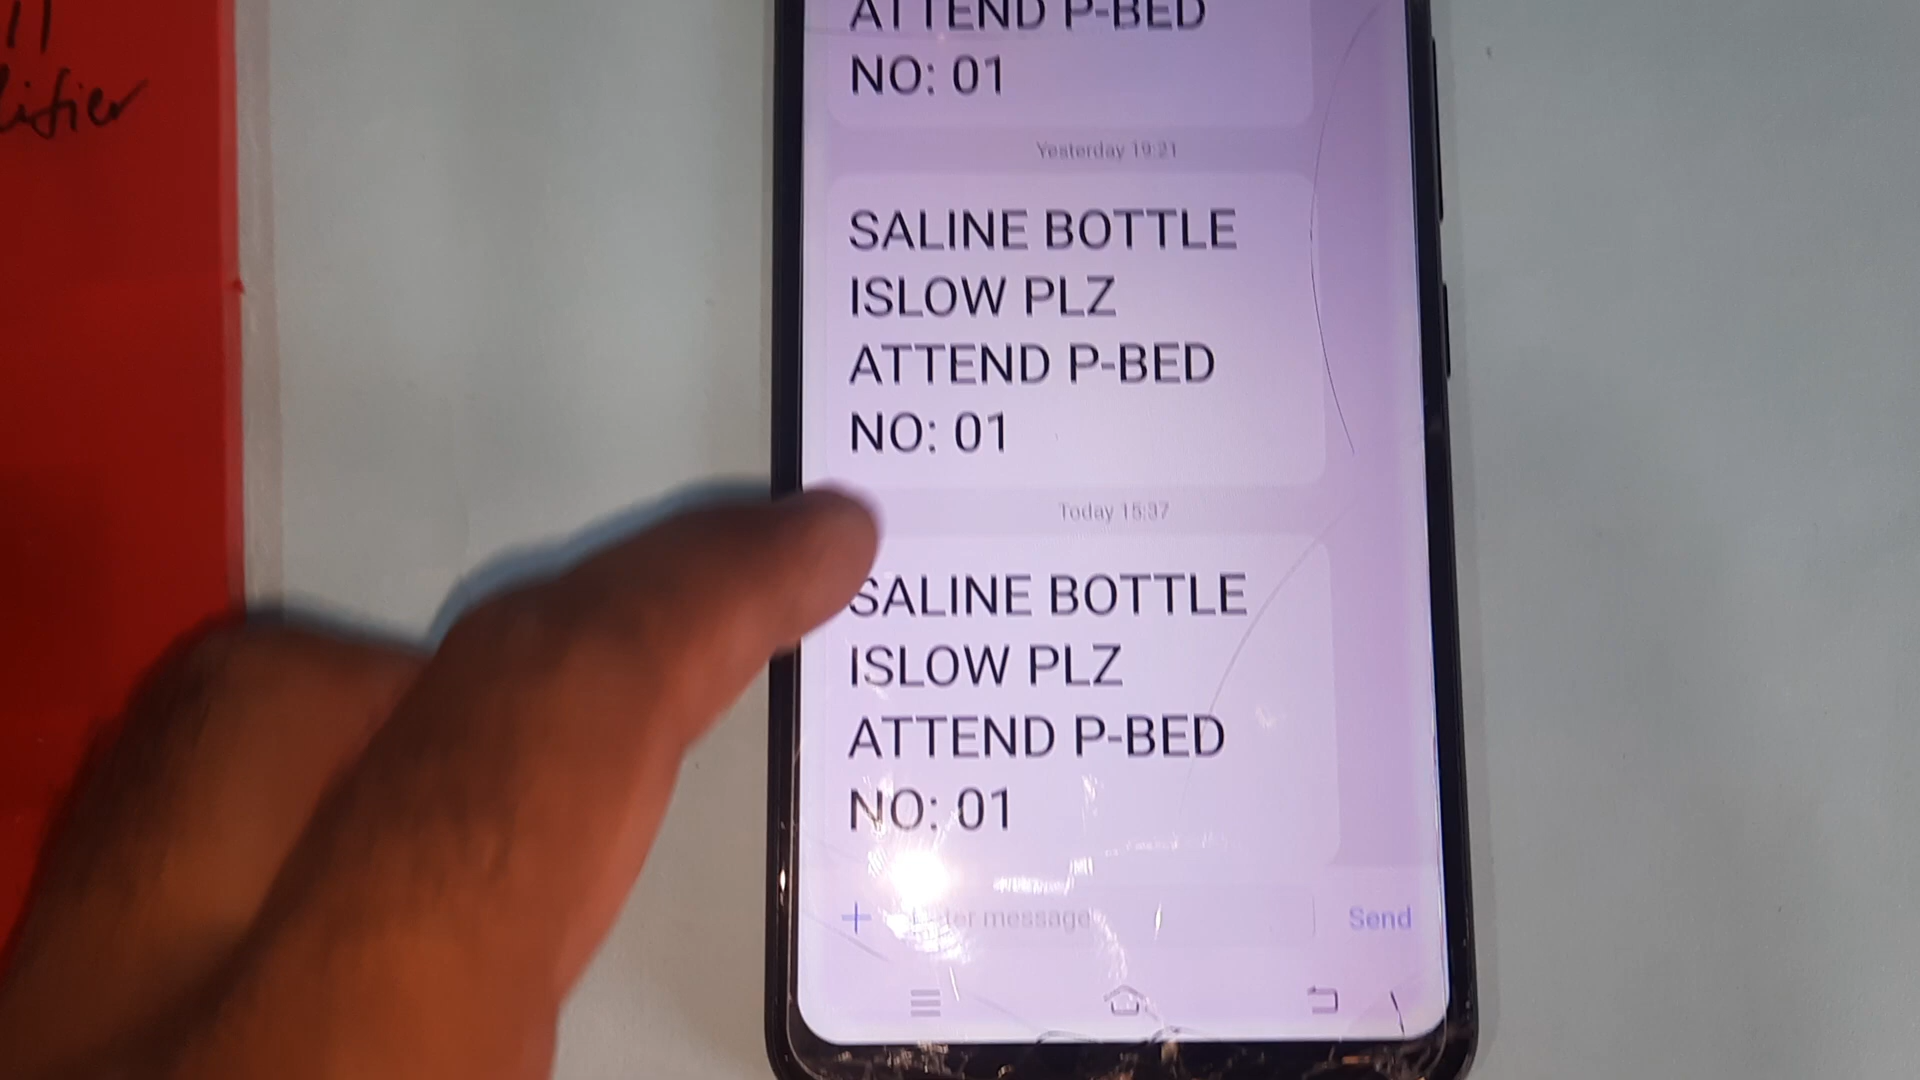 ATTEND P-BED
NO: 01
Yesterday 19:21
SALINE BOTTLE
ISLOW PLZ
ATTEND P-BED
NO: 01
Today 15:37
SALINE BOTTLE
ISLOW PLZ
ATTEND P-BED
NO: 01
message
Send